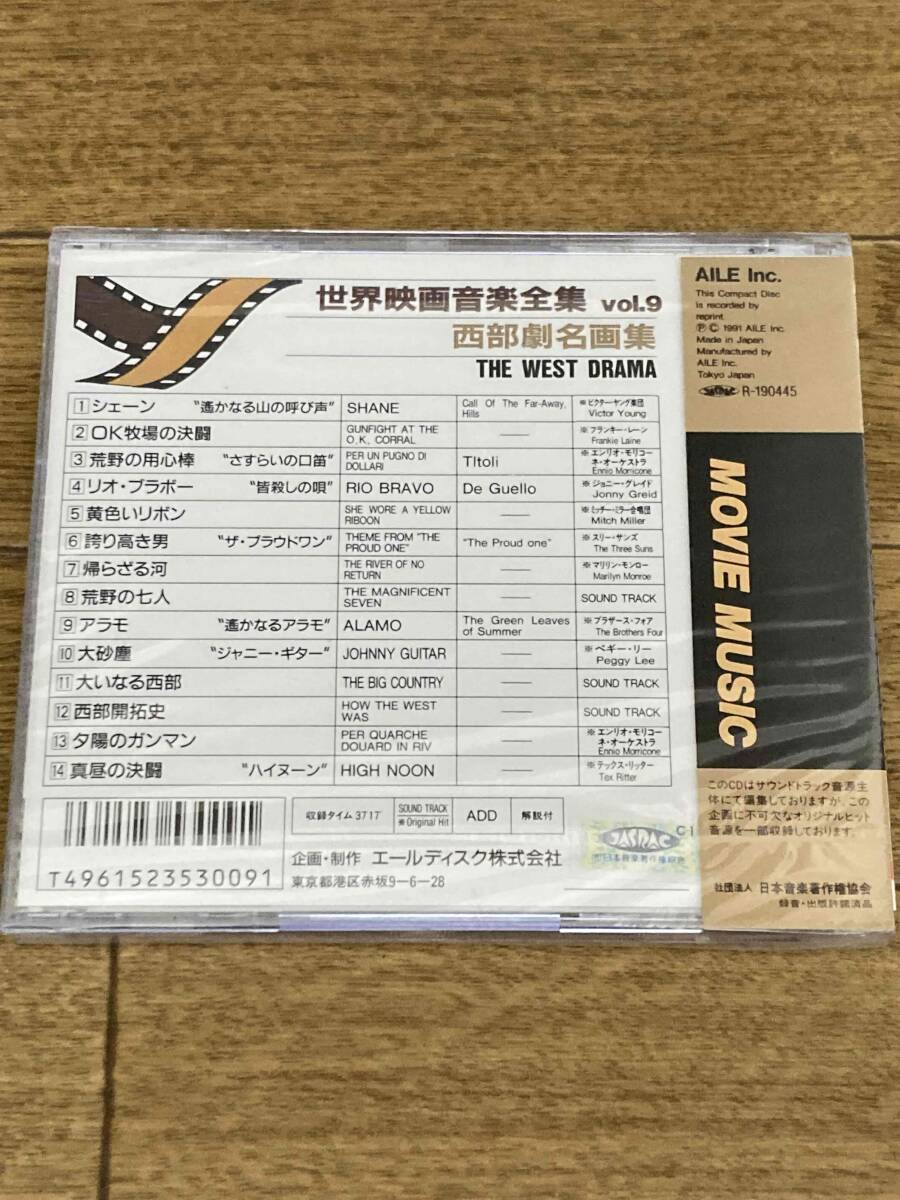 世界映画音楽全集 vol.9
西部劇名画集
THE WEST DRAMA
1 シェーン "遙かなる山の呼び声" SHANE Call Of The Far-Away, Hills ※ビクターヤング楽団 Victor Young
2 OK牧場の決闘 GUNFIGHT AT THE O.K. CORRAL —— ※フランキー・レーン Frankie Laine
3 荒野の用心棒 "さすらいの口笛" PER UN PUGNO DI DOLLARI TItoli ※エンリオ・モリコーネ・オーケストラ Ennio Morricone
4 リオ・ブラボー "皆殺しの唄" RIO BRAVO De Guello ※ジョニー・グレイド Jonny Greid
5 黄色いリボン SHE WORE A YELLOW RIBOON —— ※ミッチー・ミラー合唱団 Mitch Miller
6 誇り高き男 "ザ・プラウドワン" THEME FROM "THE PROUD ONE" "The Proud one" ※スリー・サンズ The Three Suns
7 帰らざる河 THE RIVER OF NO RETURN —— ※マリリン・モンロー Marilyn Monroe
8 荒野の七人 THE MAGNIFICENT SEVEN —— SOUND TRACK
9 アラモ "遙かなるアラモ" ALAMO The Green Leaves of Summer ※ブラザース・フォア The Brothers Four
10 大砂塵 "ジャニー・ギター" JOHNNY GUITAR —— ※ペギー・リー Peggy Lee
11 大いなる西部 THE BIG COUNTRY —— SOUND TRACK
12 西部開拓史 HOW THE WEST WAS —— SOUND TRACK
13 夕陽のガンマン PER QUARCHE DOUARD IN RIV —— ※エンリオ・モリコーネ・オーケストラ Ennio Morricone
14 真昼の決闘 "ハイヌーン" HIGH NOON —— ※テックス・リッター Tex Ritter
T4961523530091
収録タイム 37'17" SOUND TRACK ※Original Hit ADD 解説付
企画・制作 エールディスク株式会社
東京都港区赤坂9-6-28
JASRAC
AILE Inc.
This Compact Disc
is recorded by
reprint
Ⓟ© 1991 AILE Inc.
Made in Japan
Manufactured by
AILE Inc.
Tokyo Japan
JASRAC R-190445
MOVIE MUSIC
このCDはサウンドトラック音源主
体にて編集しておりますが、この
企画に不可欠なオリジナルヒット
音源を一部収録しております。
社団法人 日本音楽著作権協会
録音・出版許諾済品